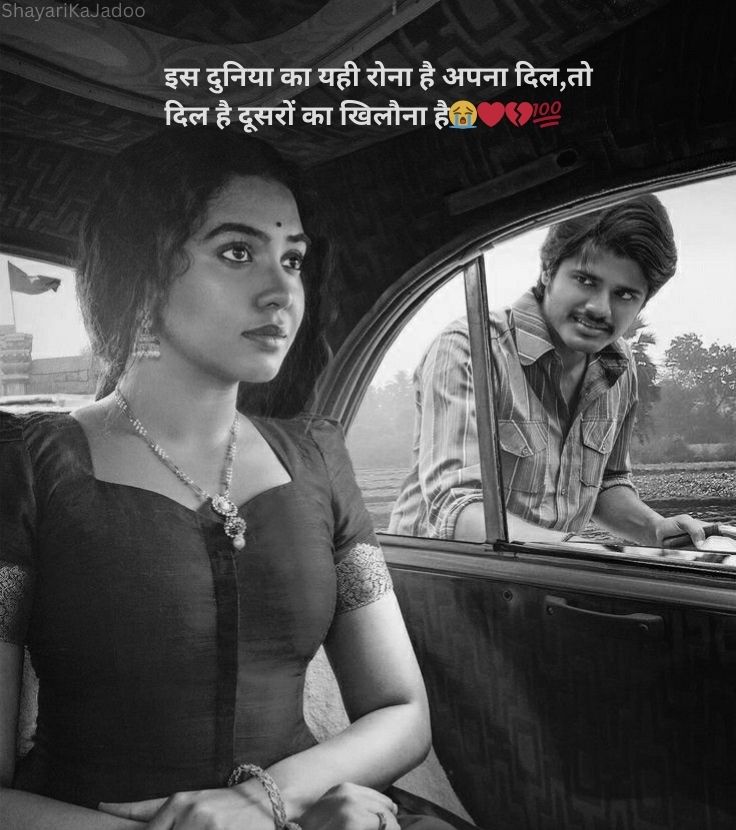 ShayariKaJadoo
इस दुनिया का यही रोना है अपना दिल,तो
दिल है दूसरों का खिलौना है😭❤️💔💯